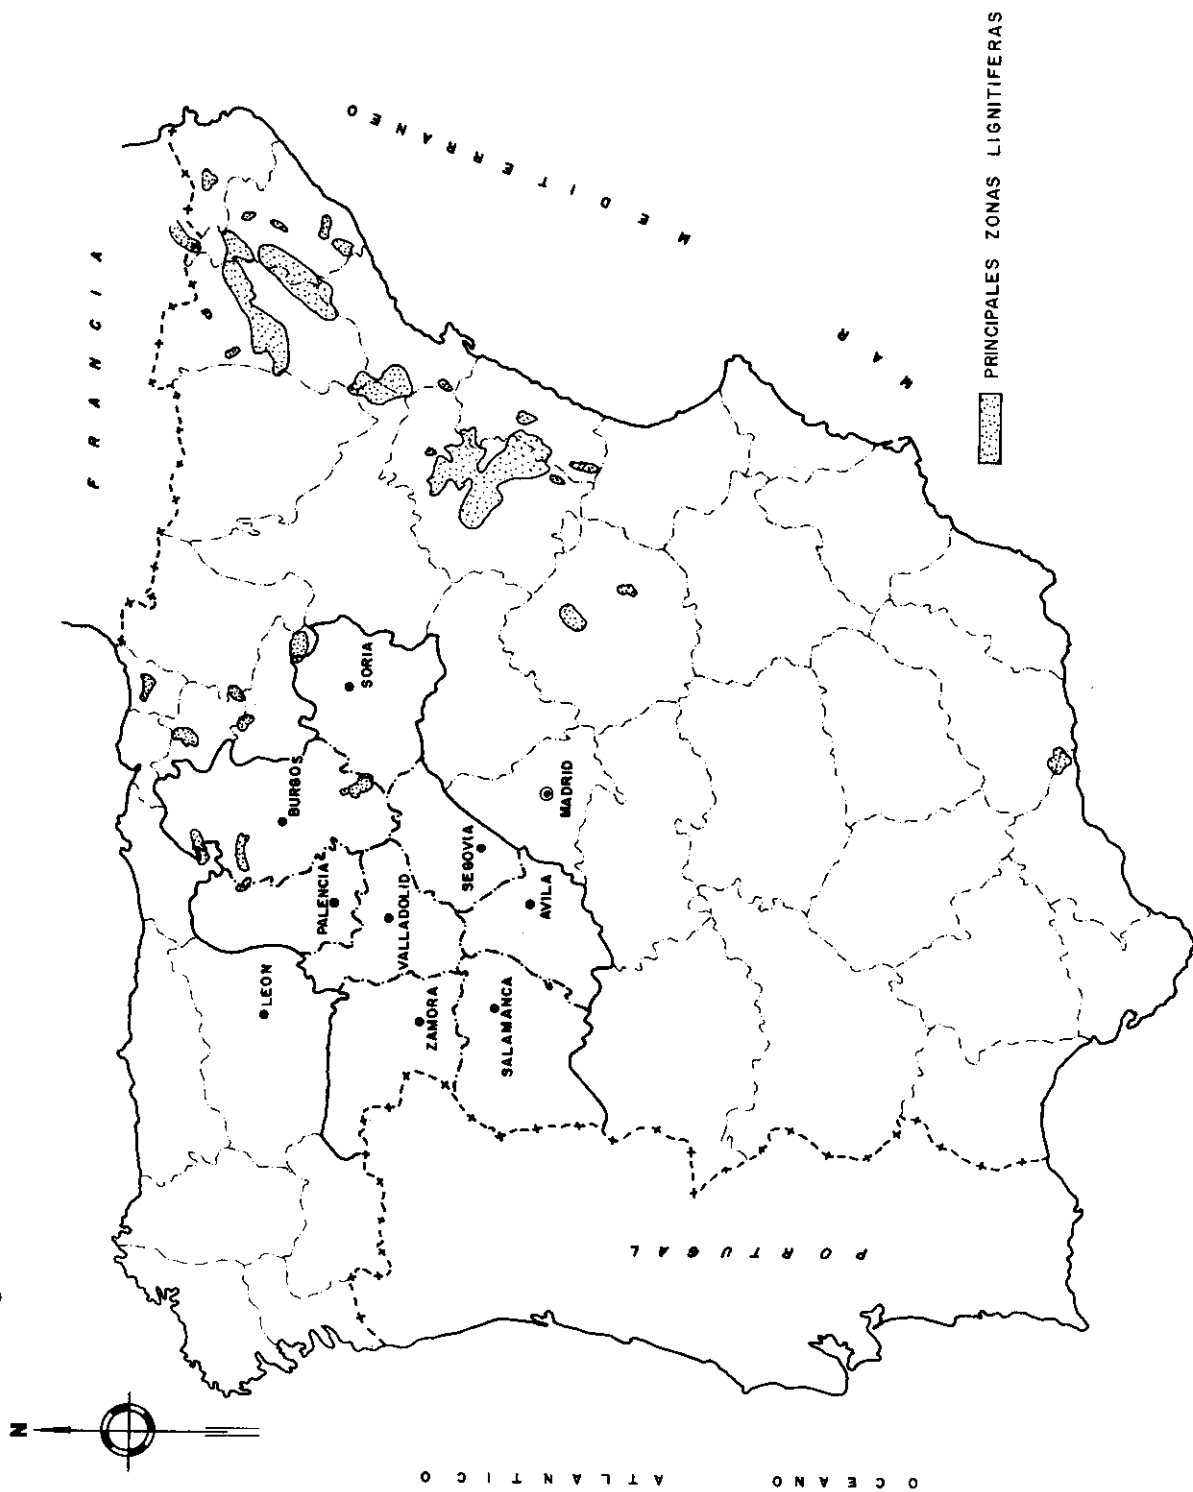 N
FRANCIA
MAR MEDITERRANEO
OCEANO ATLANTICO
PORTUGAL
LEON
PALENCIA
BURGOS
SORIA
ZAMORA
VALLADOLID
SEGOVIA
SALAMANCA
AVILA
MADRID
PRINCIPALES ZONAS LIGNITIFERAS